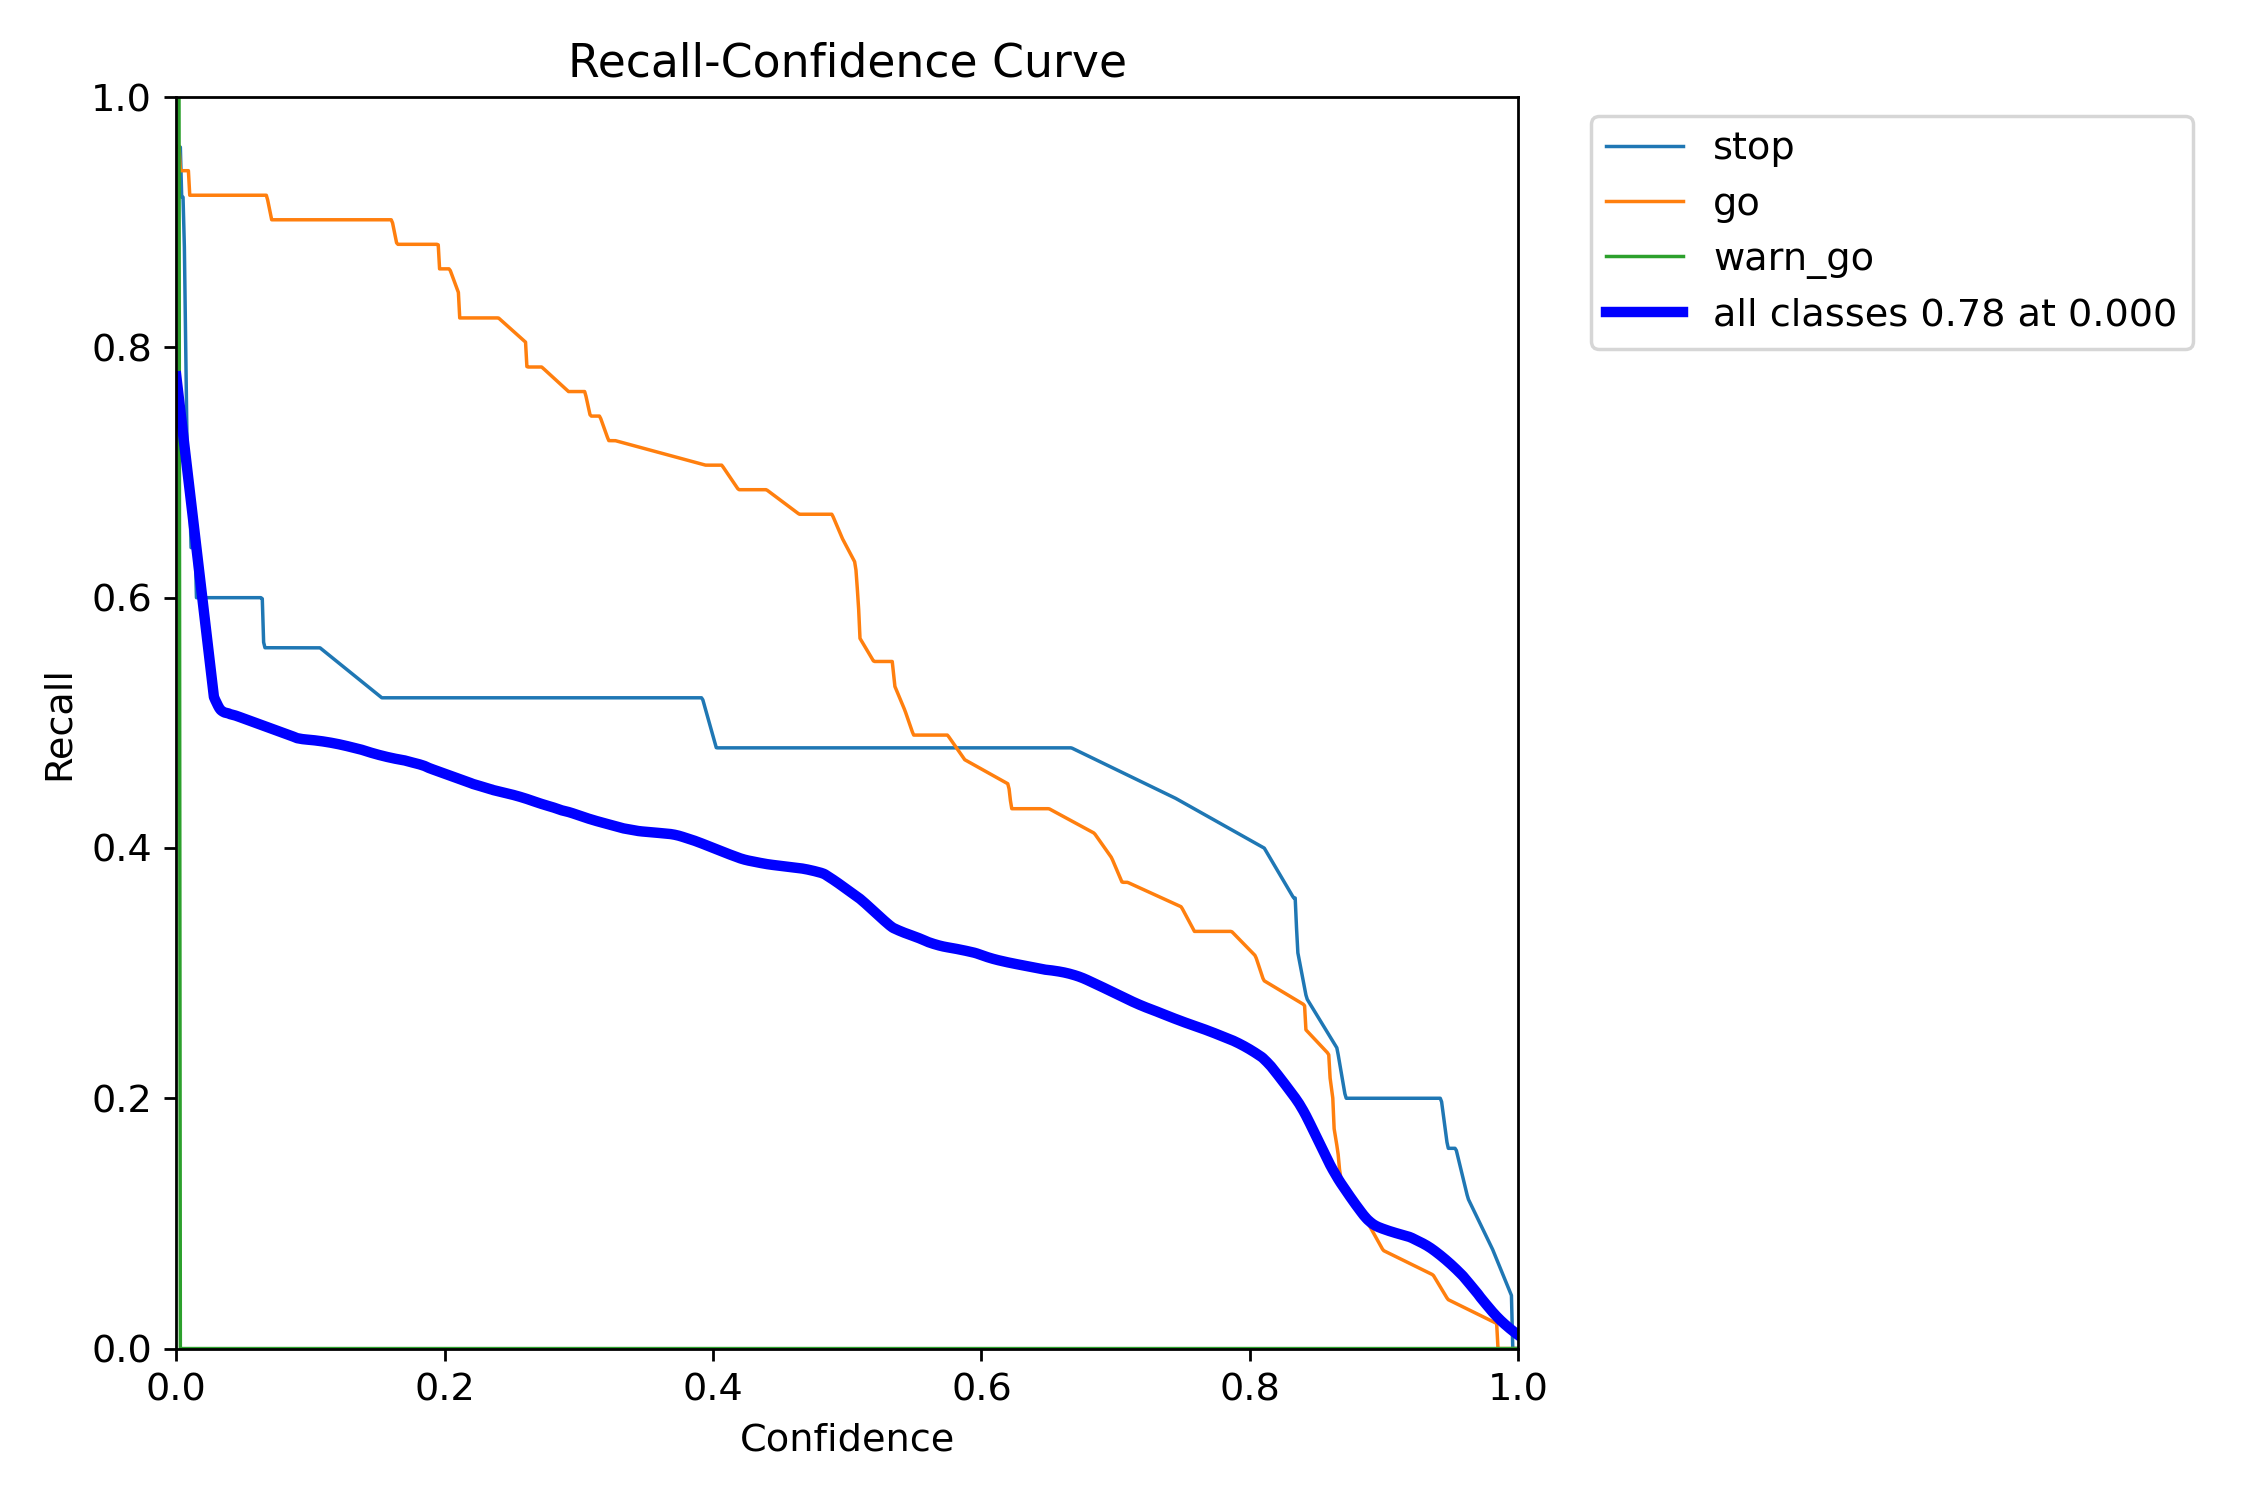 Recall-Confidence Curve
1.0
0.8
0.6
0.4
0.2
0.0
Recall
0.0 0.2 0.4 0.6 0.8 1.0
Confidence
stop
go
warn_go
all classes 0.78 at 0.000